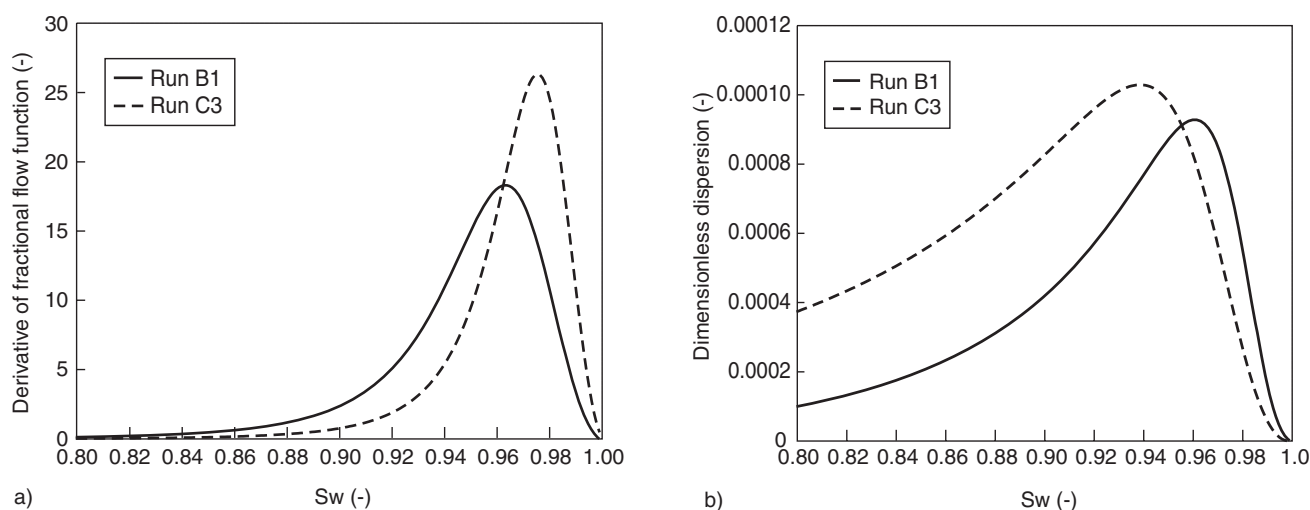 Derivative of fractional flow function (-)
30
25
20
15
10
5
0
Run B1
Run C3
0.80 0.82 0.84 0.86 0.88 0.90 0.92 0.94 0.96 0.98 1.00
a)
Sw (-)
Dimensionless dispersion (-)
0.00012
0.00010
0.0008
0.0006
0.0004
0.0002
0
Run B1
Run C3
0.80 0.82 0.84 0.86 0.88 0.90 0.92 0.94 0.96 0.98 1.0
b)
Sw (-)